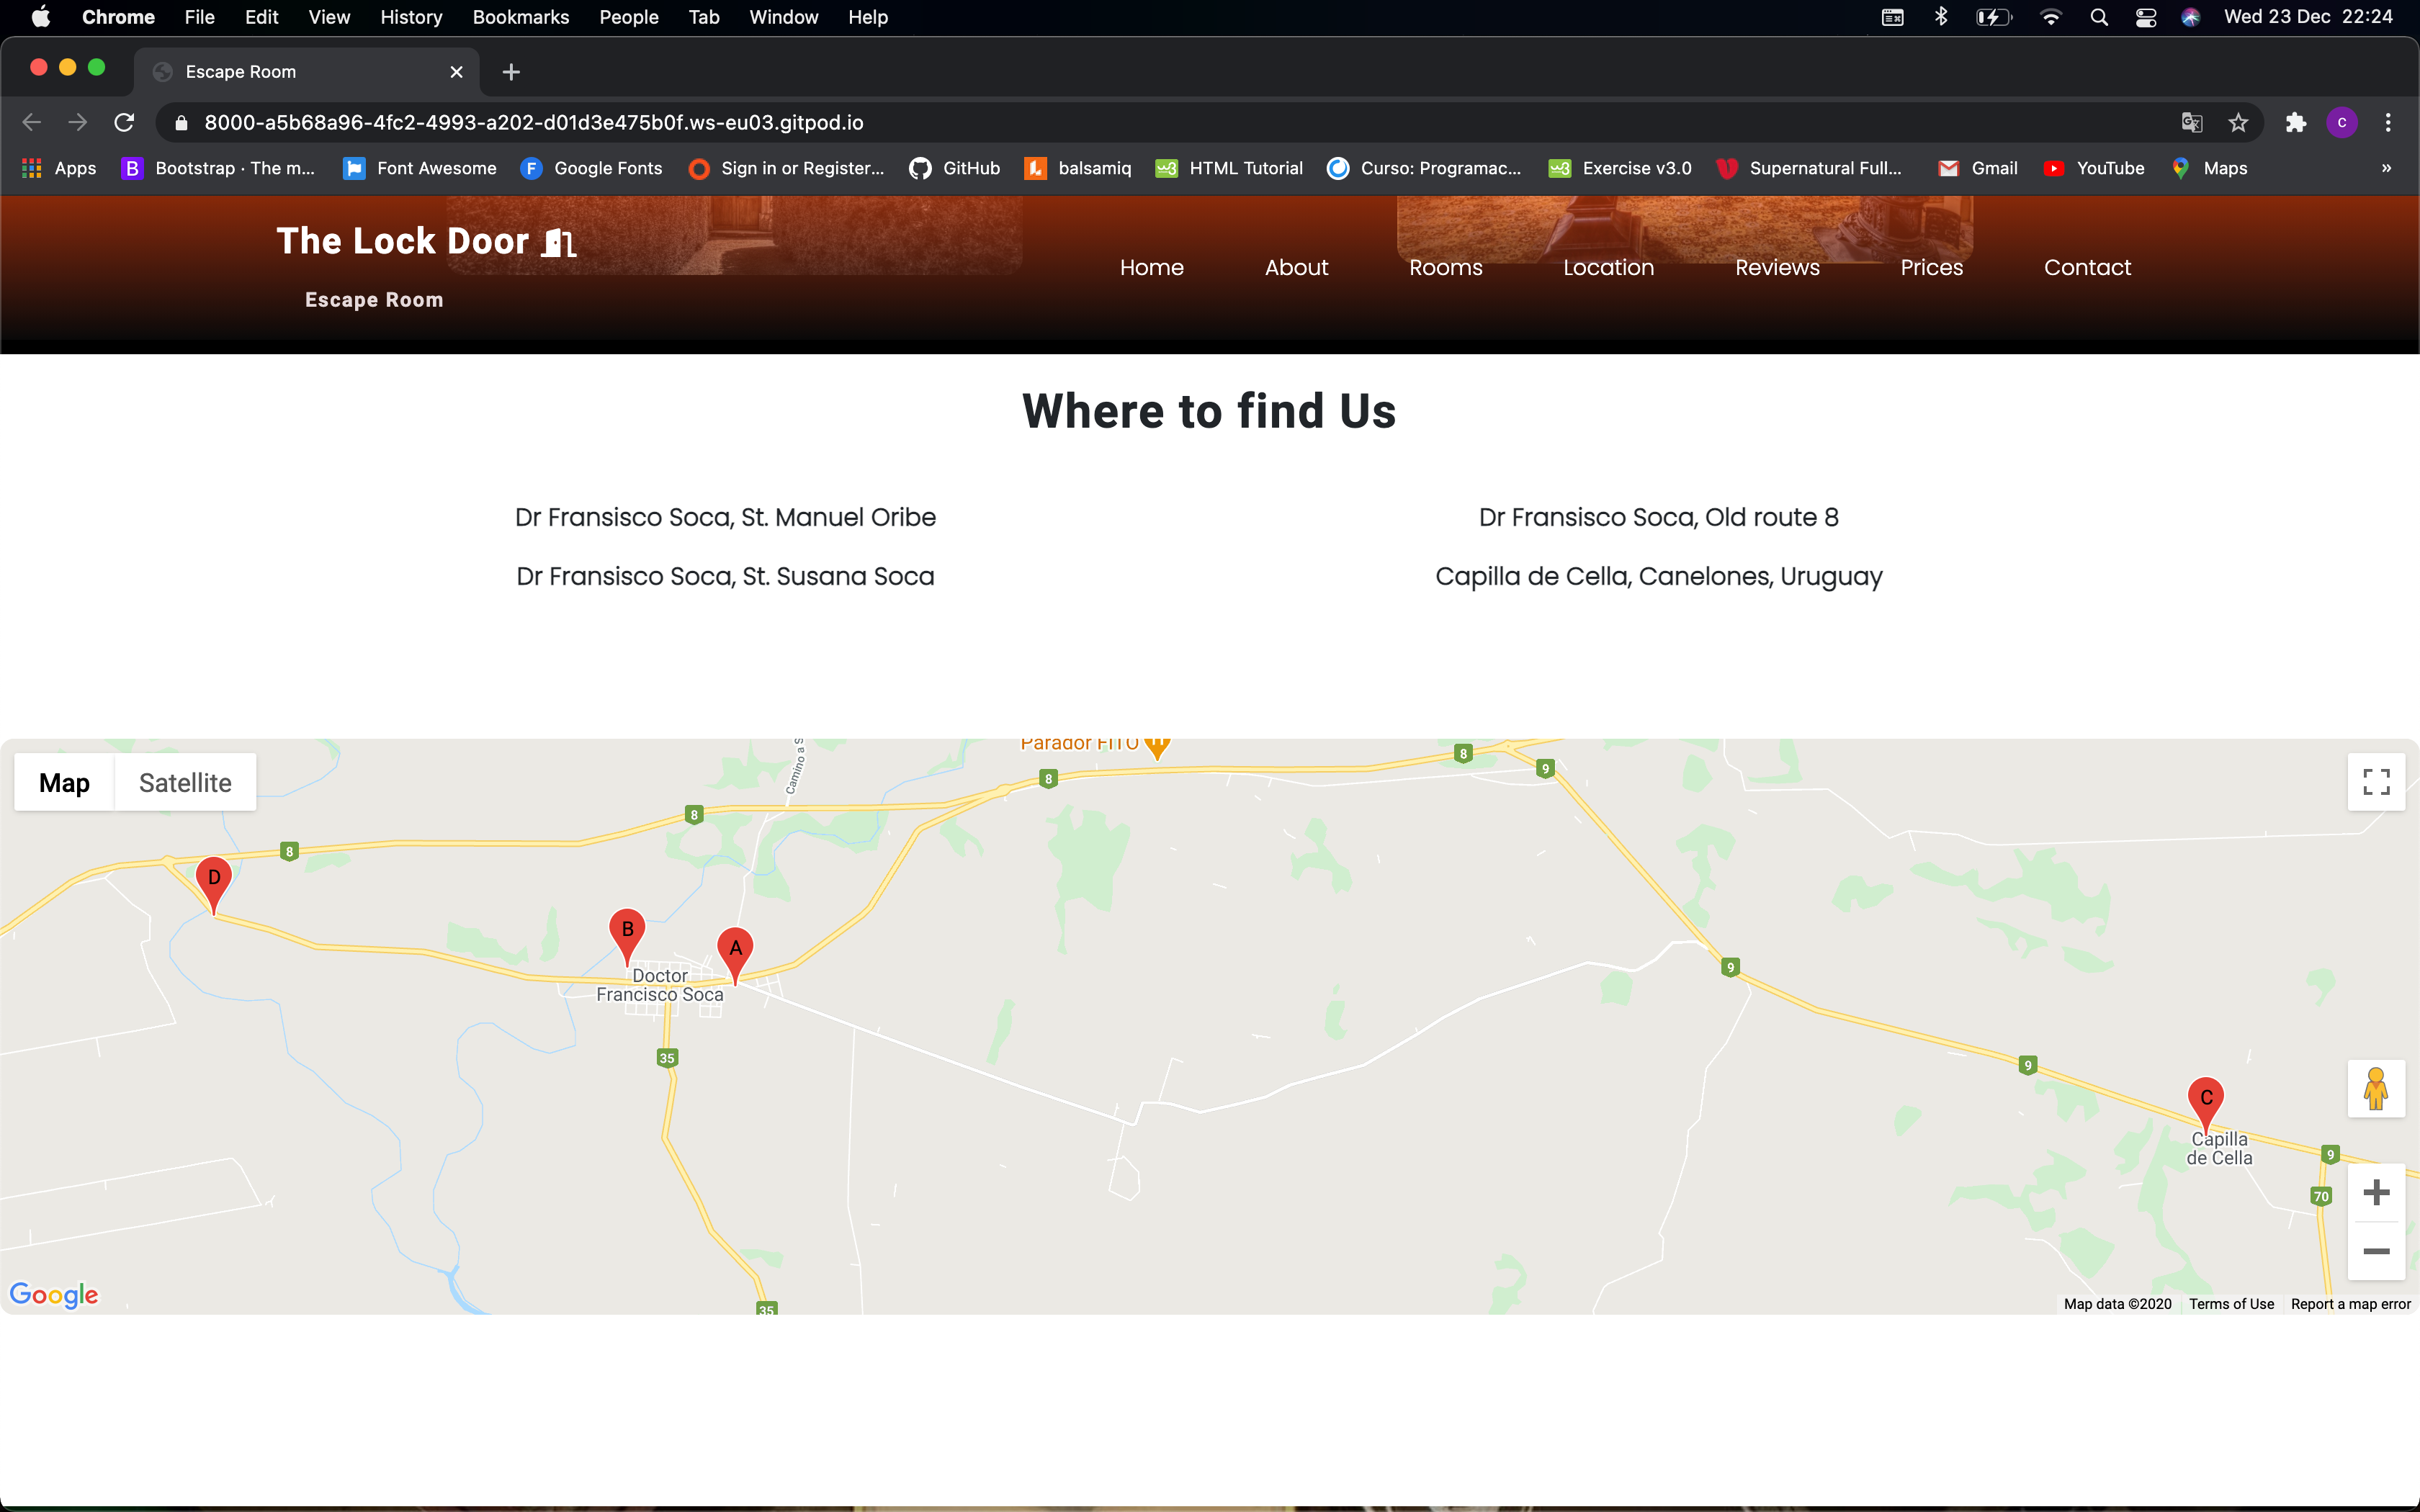 Chrome File Edit View History Bookmarks People Tab Window Help Wed 23 Dec 22:24
Escape Room
8000-a5b68a96-4fc2-4993-a202-d01d3e475b0f.ws-eu03.gitpod.io C
Apps B Bootstrap · The m... Font Awesome F Google Fonts Sign in or Register... GitHub balsamiq HTML Tutorial Curso: Programac... Exercise v3.0 Supernatural Full... Gmail YouTube Maps »
The Lock Door
Escape Room
Home About Rooms Location Reviews Prices Contact
Where to find Us
Dr Fransisco Soca, St. Manuel Oribe
Dr Fransisco Soca, Old route 8
Dr Fransisco Soca, St. Susana Soca
Capilla de Cella, Canelones, Uruguay
Map Satellite
Parador FITO
Camino a S
8
9
8
8
8
D
B
A
Doctor
Francisco Soca
9
35
9
C
Capilla
de Cella
9
70
35
Google
Map data ©2020 Terms of Use Report a map error